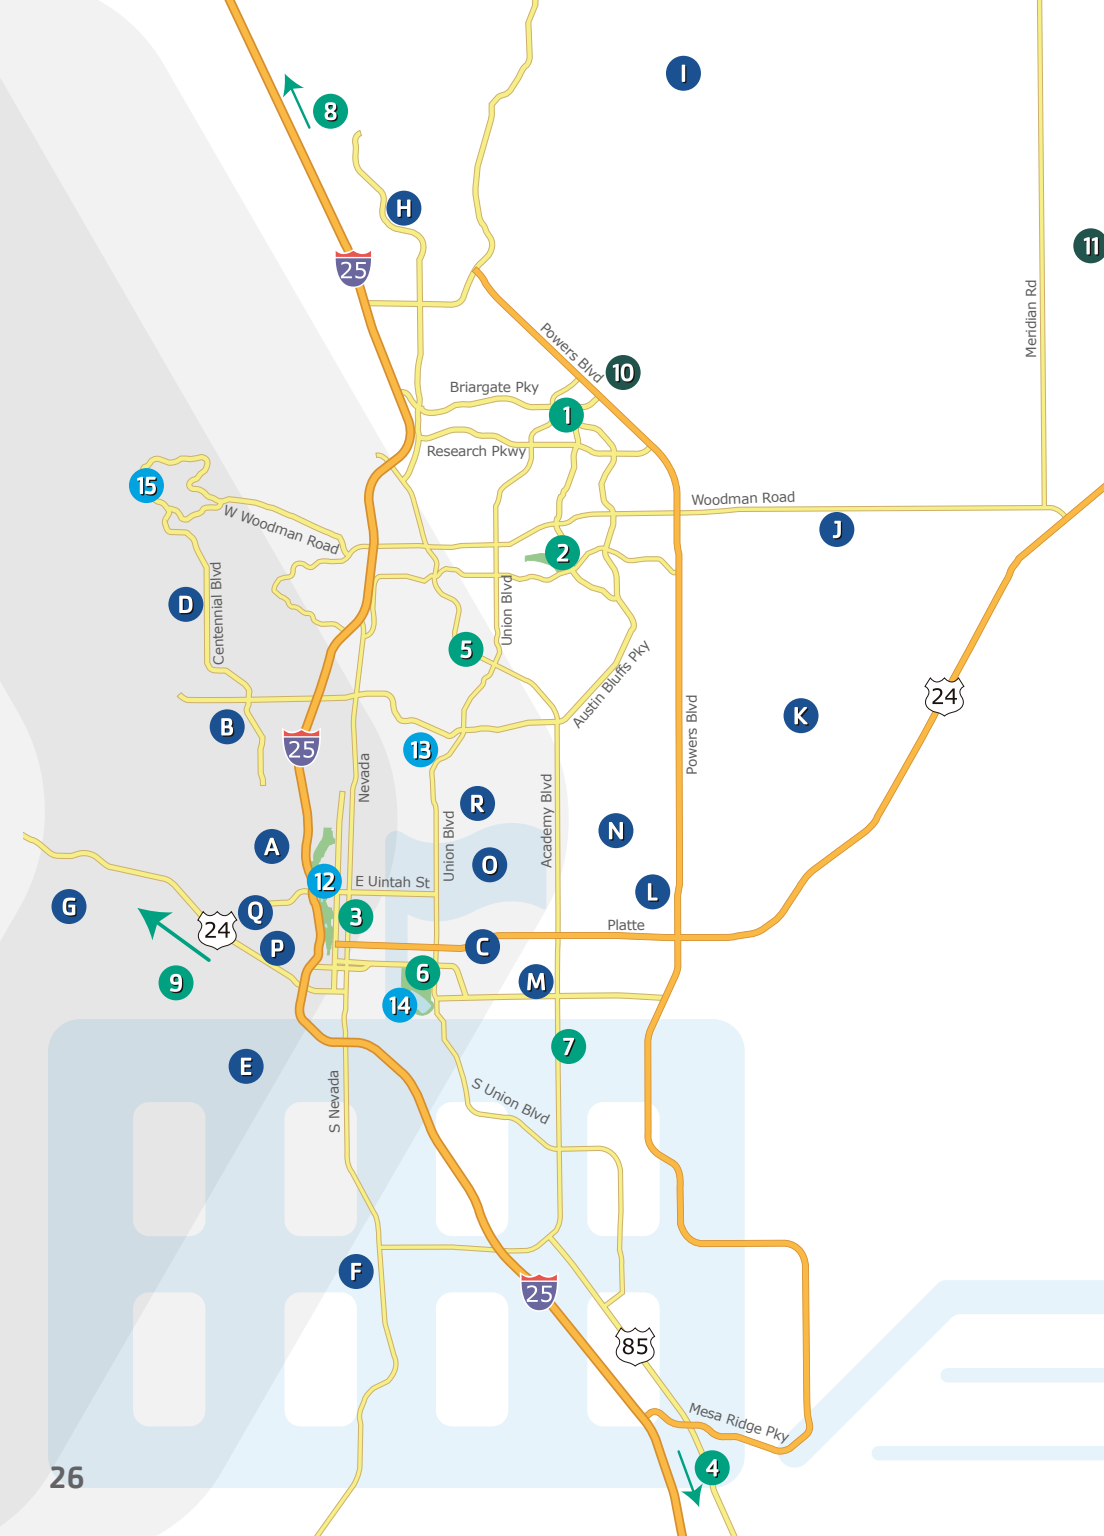 I
8
H
11
25
Meridian Rd
Powers Blvd
10
Briargate Pky
1
Research Pkwy
15
Woodman Road
W Woodman Road
J
2
Centennial Blvd
Union Blvd
D
5
Austin Bluffs Pky
24
Powers Blvd
K
B
25
13
Nevada
Academy Blvd
R
Union Blvd
N
A
O
12
E Uintah St
L
G
Q
3
24
Platte
P
C
9
6
M
14
7
E
S Nevada
S Union Blvd
F
25
85
Mesa Ridge Pky
4
26